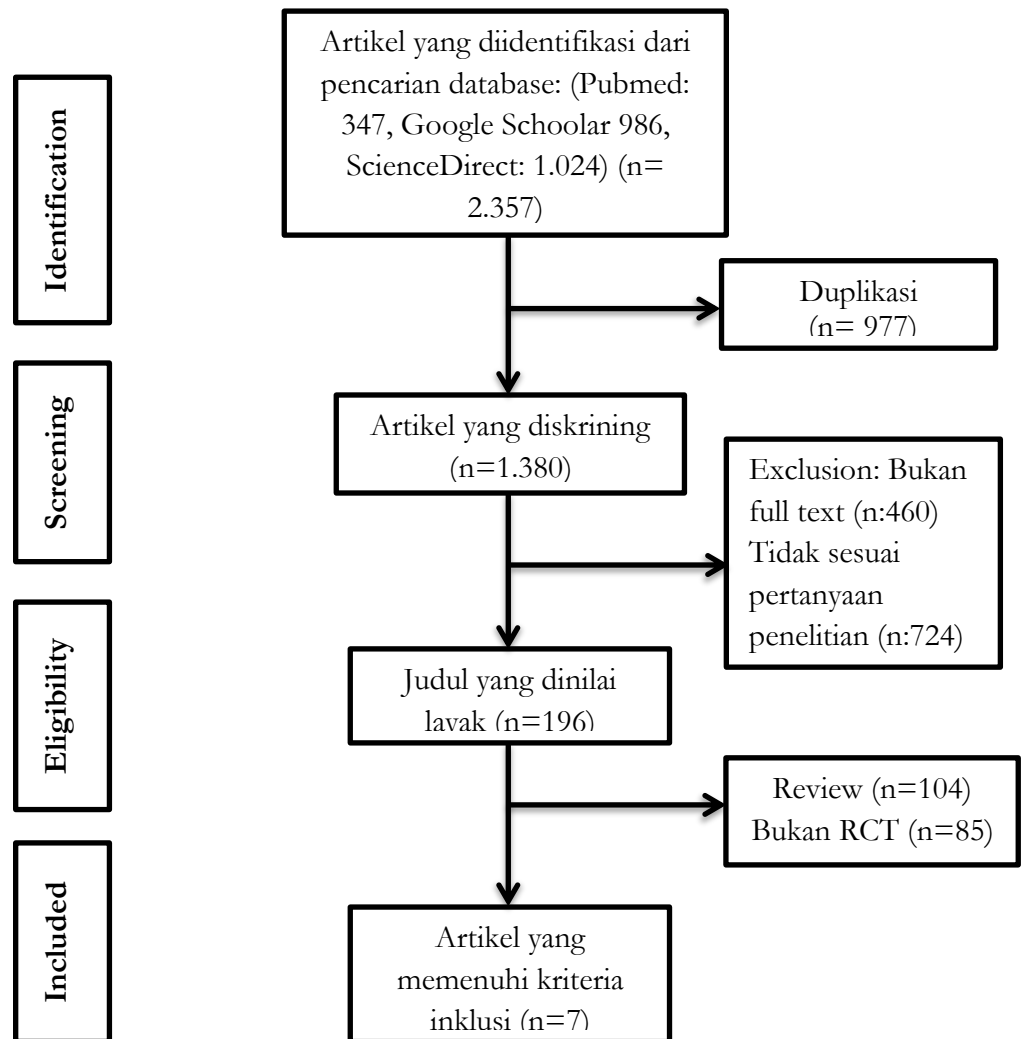 Artikel yang diidentifikasi dari
pencarian database: (Pubmed:
347, Google Schoolar 986,
ScienceDirect: 1.024) (n=
2.357)
Identification
Duplikasi
(n= 977)
Screening
Artikel yang diskrining
(n=1.380)
Exclusion: Bukan
full text (n:460)
Tidak sesuai
pertanyaan
penelitian (n:724)
Eligibility
Judul yang dinilai
layak (n=196)
Review (n=104)
Bukan RCT (n=85)
Included
Artikel yang
memenuhi kriteria
inklusi (n=7)